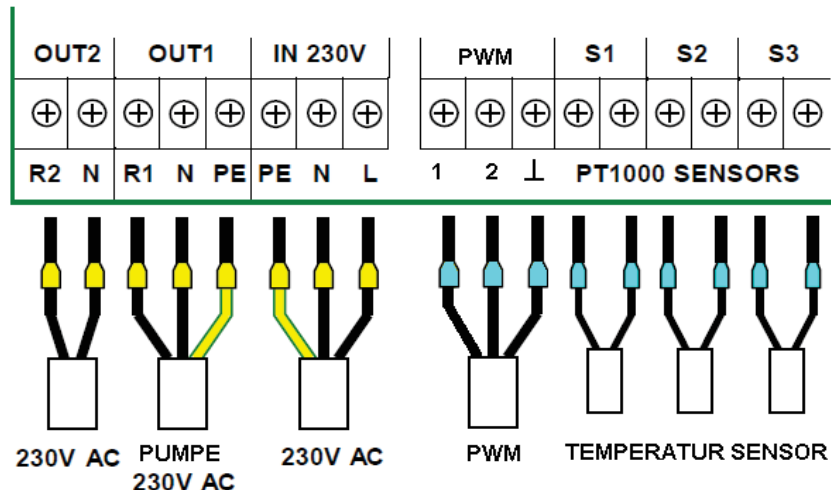 OUT2 OUT1 IN 230V PWM S1 S2 S3
R2 N R1 N PE PE N L 1 2 ⊥ PT1000 SENSORS
230V AC PUMPE 230V AC PWM TEMPERATUR SENSOR
230V AC